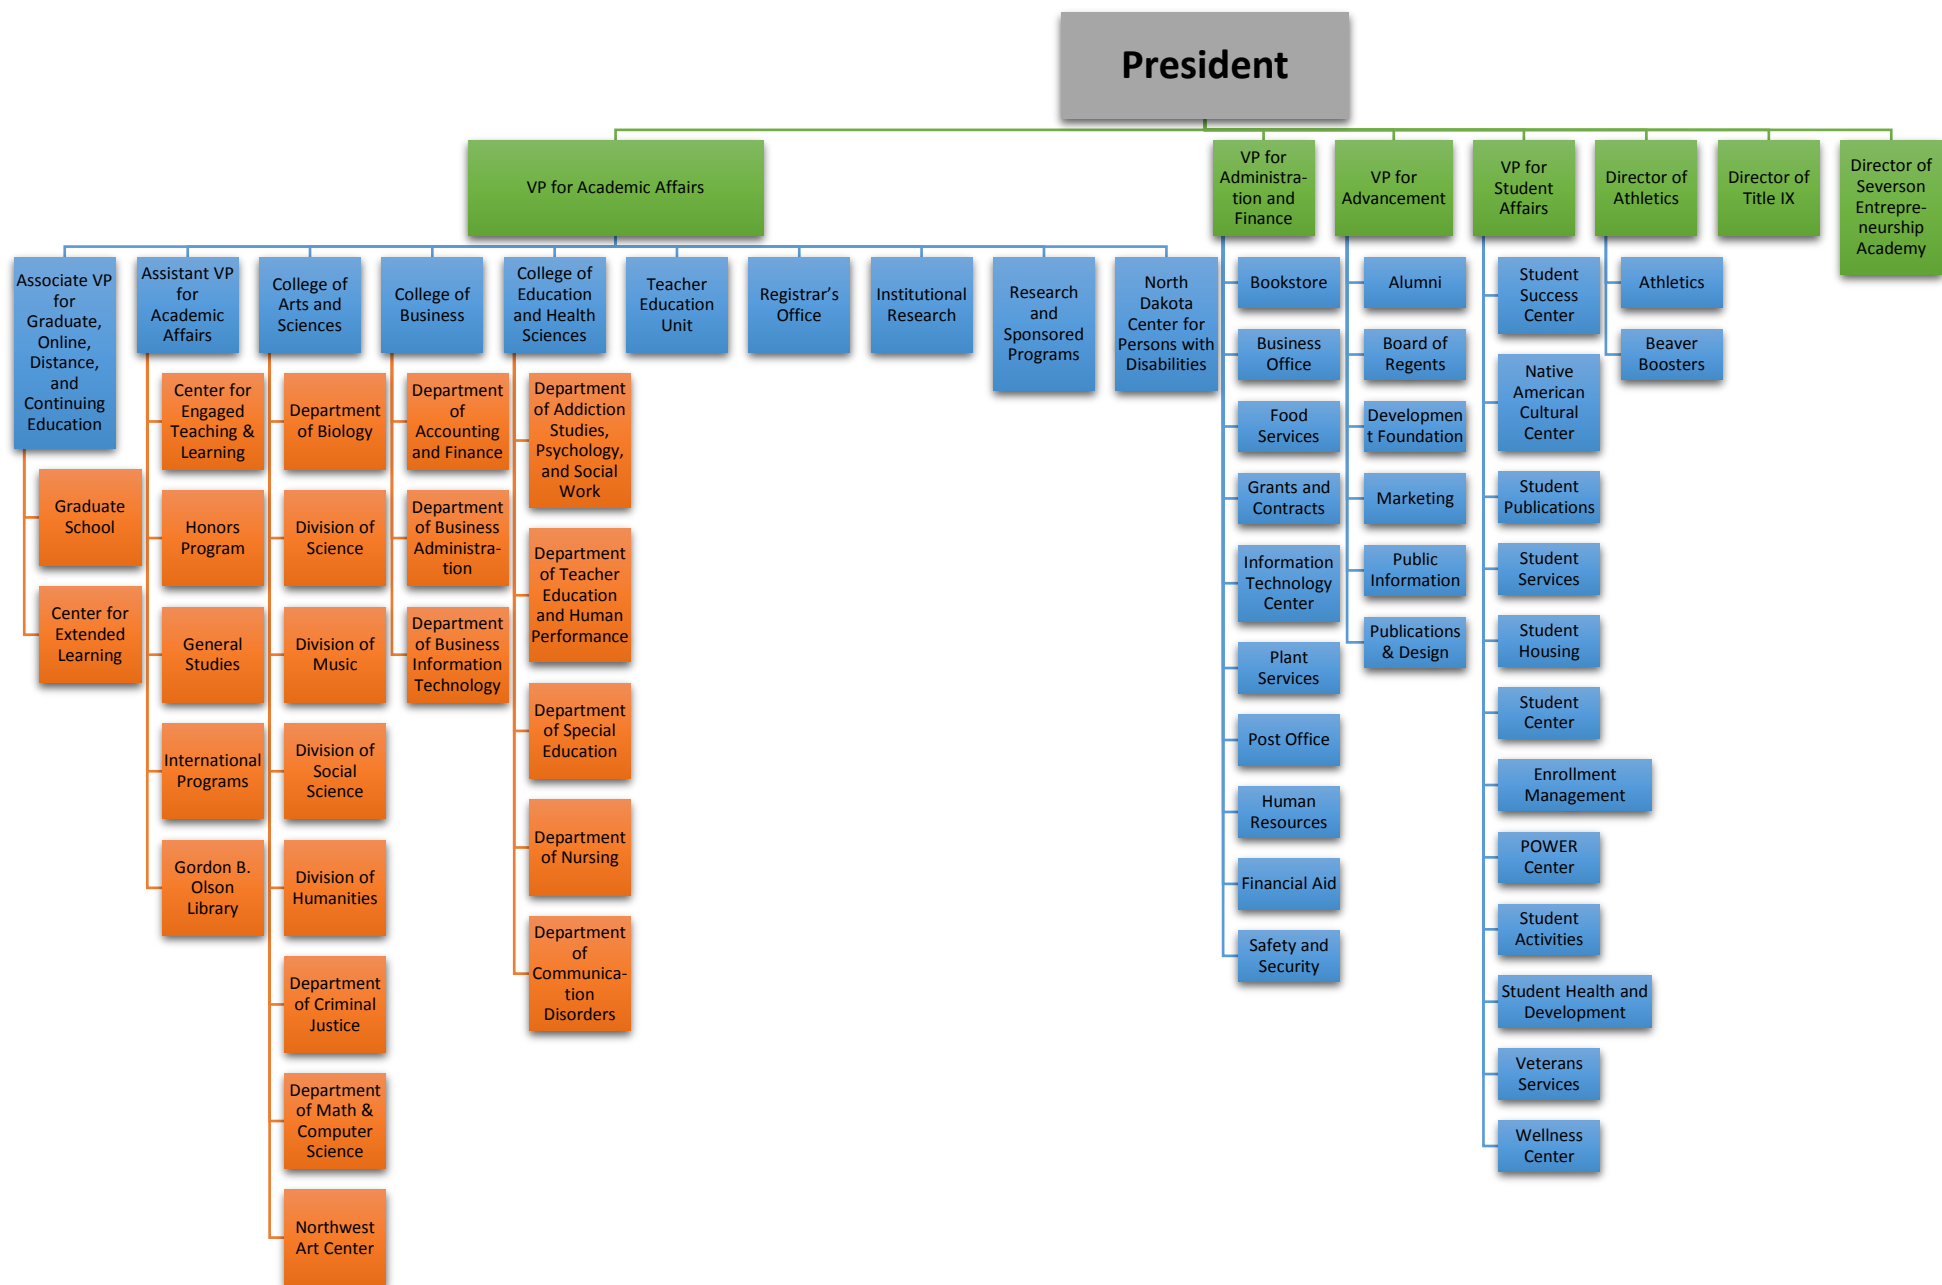 President
VP for Academic Affairs
VP for
Administra-
tion and
Finance
VP for
Advancement
VP for
Student
Affairs
Director of
Athletics
Director of
Title IX
Director of
Severson
Entrepre-
neurship
Academy
Associate VP
for
Graduate,
Online,
Distance,
and
Continuing
Education
Graduate
School
Center for
Extended
Learning
Assistant VP
for
Academic
Affairs
Center for
Engaged
Teaching &
Learning
Honors
Program
General
Studies
International
Programs
Gordon B.
Olson
Library
College of
Arts and
Sciences
Department
of Biology
Division of
Science
Division of
Music
Division of
Social
Science
Division of
Humanities
Department
of Criminal
Justice
Department
of Math &
Computer
Science
Northwest
Art Center
College of
Business
Department
of
Accounting
and Finance
Department
of Business
Administra-
tion
Department
of Business
Information
Technology
College of
Education
and Health
Sciences
Department
of Addiction
Studies,
Psychology,
and Social
Work
Department
of Teacher
Education
and Human
Performance
Department
of Special
Education
Department
of Nursing
Department
of
Communica-
tion
Disorders
Teacher
Education
Unit
Registrar's
Office
Institutional
Research
Research
and
Sponsored
Programs
North
Dakota
Center for
Persons with
Disabilities
Bookstore
Business
Office
Food
Services
Grants and
Contracts
Information
Technology
Center
Plant
Services
Post Office
Human
Resources
Financial Aid
Safety and
Security
Alumni
Board of
Regents
Developmen
t Foundation
Marketing
Public
Information
Publications
& Design
Student
Success
Center
Native
American
Cultural
Center
Student
Publications
Student
Services
Student
Housing
Student
Center
Enrollment
Management
POWER
Center
Student
Activities
Student Health and
Development
Veterans
Services
Wellness
Center
Athletics
Beaver
Boosters